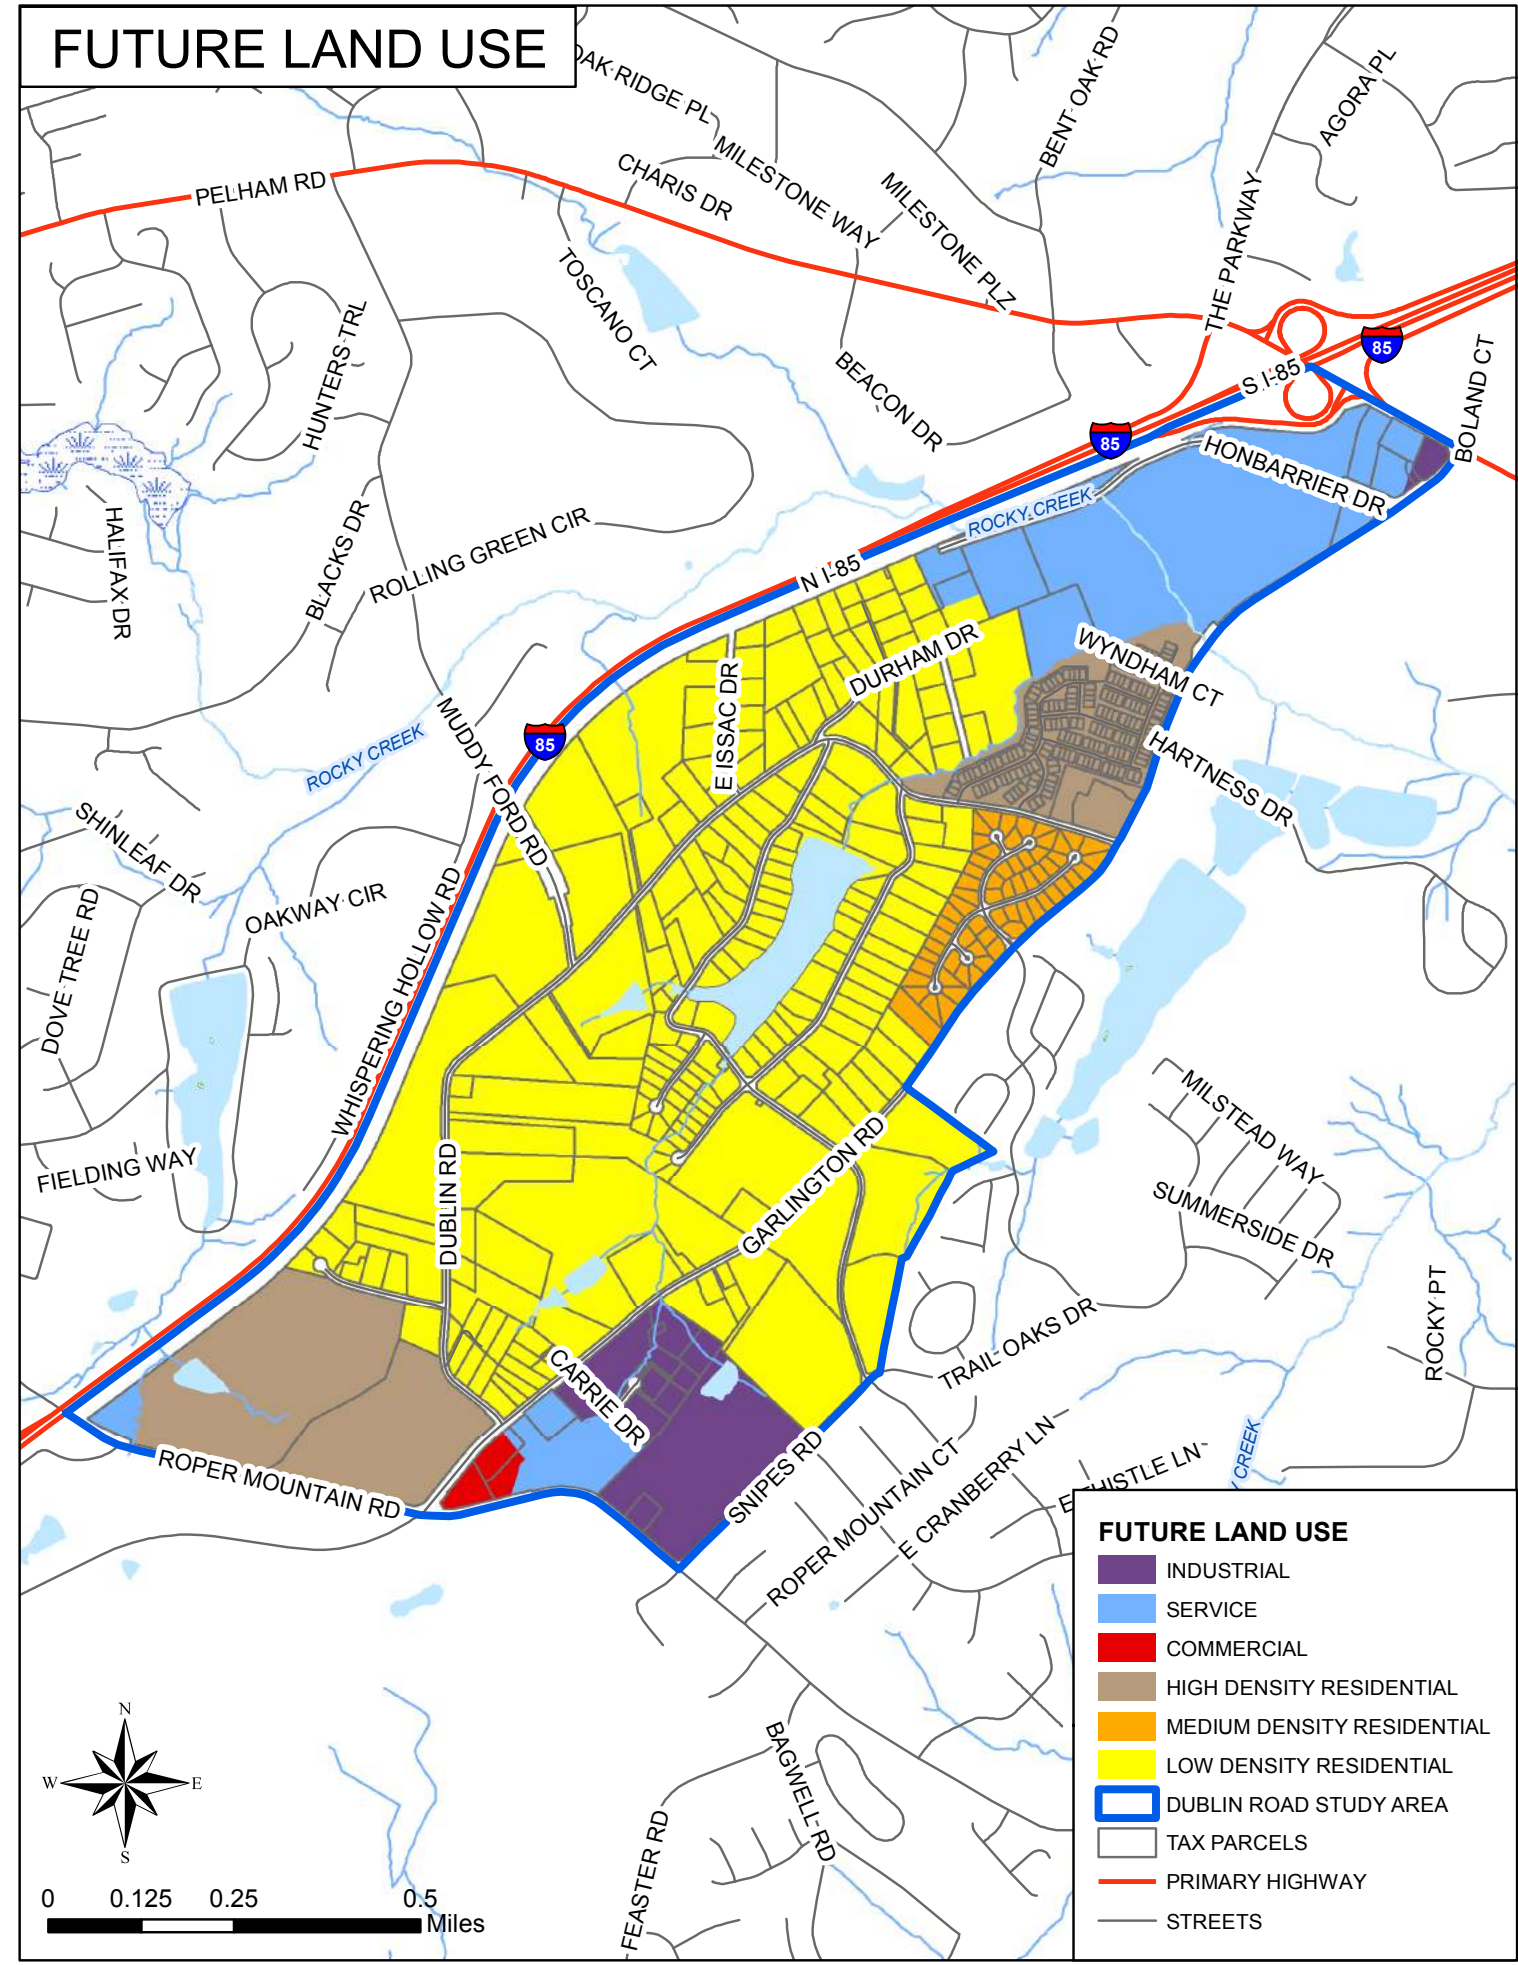 FUTURE LAND USE
OAK RIDGE PL
BENT OAK RD
AGORA PL
PELHAM RD
CHARIS DR
MILESTONE WAY
MILESTONE PLZ
THE PARKWAY
TOSCANO CT
HUNTERS TRL
BEACON DR
S I-85
85
BOLAND CT
85
HONBARRIER DR
ROCKY CREEK
HALIFAX DR
BLACKS DR
ROLLING GREEN CIR
N I-85
DURHAM DR
WYNDHAM CT
E ISSAC DR
MUDDY FORD RD
85
ROCKY CREEK
HARTNESS DR
SHINLEAF DR
OAKWAY CIR
DOVE TREE RD
WHISPERING HOLLOW RD
FIELDING WAY
DUBLIN RD
GARLINGTON RD
MILSTEAD WAY
SUMMERSIDE DR
ROCKY PT
TRAIL OAKS DR
CARRIE DR
SNIPES RD
ROPER MOUNTAIN RD
ROPER MOUNTAIN CT
E CRANBERRY LN
E THISTLE LN
Y CREEK
BAGWELL RD
FEASTER RD
N
W E
S
0 0.125 0.25 0.5
Miles
FUTURE LAND USE
INDUSTRIAL
SERVICE
COMMERCIAL
HIGH DENSITY RESIDENTIAL
MEDIUM DENSITY RESIDENTIAL
LOW DENSITY RESIDENTIAL
DUBLIN ROAD STUDY AREA
TAX PARCELS
PRIMARY HIGHWAY
STREETS